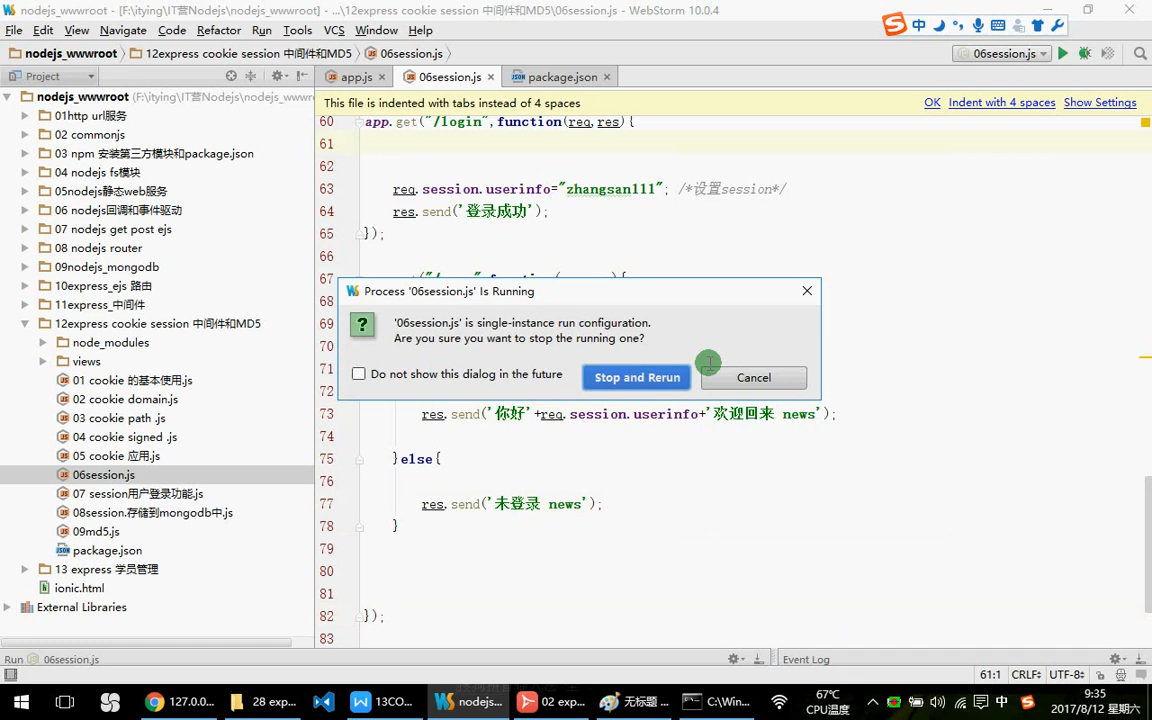 nodejs_wwwroot - [F:\itying\IT营Nodejs\nodejs_wwwroot] - ...\12express cookie session 中间件和MD5\06session.js - WebStorm 10.0.4
File Edit View Navigate Code Refactor Run Tools VCS Window Help
中
nodejs_wwwroot 12express cookie session 中间件和MD5 06session.js
06session.js
Project
app.js 06session.js package.json
nodejs_wwwroot (F:\itying\IT营Nodejs\nodejs_wwwr
This file is indented with tabs instead of 4 spaces OK Indent with 4 spaces Show Settings
01http url服务
02 commonjs
03 npm 安装第三方模块和package.json
04 nodejs fs模块
05nodejs静态web服务
06 nodejs回调和事件驱动
07 nodejs get post ejs
08 nodejs router
09nodejs_mongodb
10express_ejs 路由
11express_中间件
12express cookie session 中间件和MD5
node_modules
views
01 cookie 的基本使用.js
02 cookie domain.js
03 cookie path .js
04 cookie signed .js
05 cookie 应用.js
06session.js
07 session用户登录功能.js
08session.存储到mongodb中.js
09md5.js
package.json
13 express 学员管理
ionic.html
External Libraries
60 app.get("/login",function(req,res){
61
62
63 req.session.userinfo="zhangsan111"; /*设置session*/
64 res.send('登录成功');
65 });
66
67
68
69
70
71
72
73 res.send('你好'+req.session.userinfo+'欢迎回来 news');
74
75 }else{
76
77 res.send('未登录 news');
78 }
79
80
81
82 });
83
Process '06session.js' Is Running
'06session.js' is single-instance run configuration.
Are you sure you want to stop the running one?
Do not show this dialog in the future
Stop and Rerun
Cancel
Run 06session.js
Event Log
61:1 CRLF÷ UTF-8÷
127.0.0... 28 exp... 13CO... nodejs... 02 exp... 无标题... C:\Win...
67℃
CPU温度
中
9:35
2017/8/12 星期六